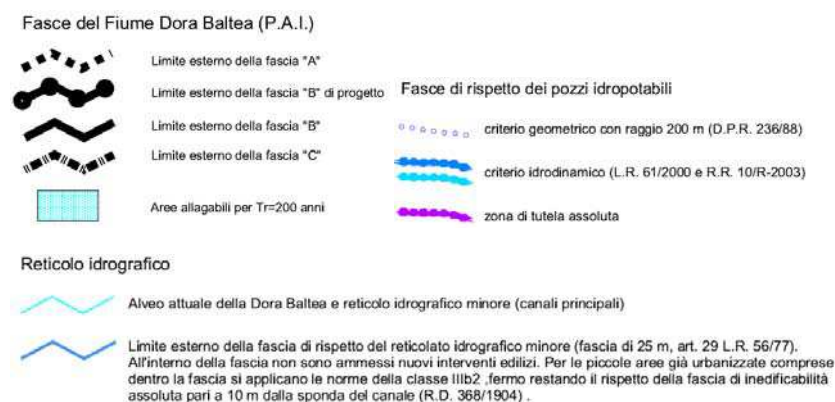 Fasce del Fiume Dora Baltea (P.A.I.)
Limite esterno della fascia "A"
Limite esterno della fascia "B" di progetto
Limite esterno della fascia "B"
Limite esterno della fascia "C"
Aree allagabili per Tr=200 anni
Fasce di rispetto dei pozzi idropotabili
criterio geometrico con raggio 200 m (D.P.R. 236/88)
criterio idrodinamico (L.R. 61/2000 e R.R. 10/R-2003)
zona di tutela assoluta
Reticolo idrografico
Alveo attuale della Dora Baltea e reticolo idrografico minore (canali principali)
Limite esterno della fascia di rispetto del reticolato idrografico minore (fascia di 25 m, art. 29 L.R. 56/77).
All'interno della fascia non sono ammessi nuovi interventi edilizi. Per le piccole aree già urbanizzate comprese
dentro la fascia si applicano le norme della classe IIIb2 ,fermo restando il rispetto della fascia di inedificabilità
assoluta pari a 10 m dalla sponda del canale (R.D. 368/1904) .